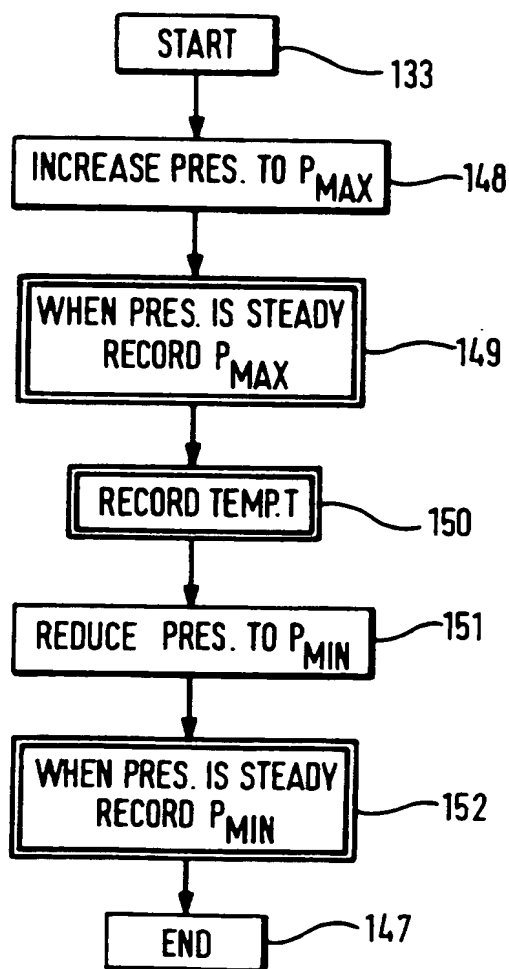 START
133
INCREASE PRES. TO PMAX
148
WHEN PRES. IS STEADY
RECORD PMAX
149
RECORD TEMP.T
150
REDUCE PRES. TO PMIN
151
WHEN PRES. IS STEADY
RECORD PMIN
152
END
147